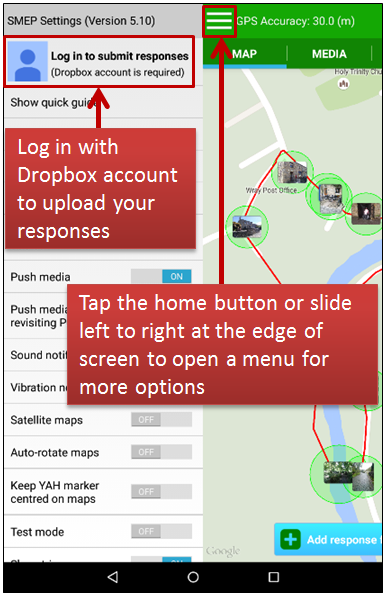 SMEP Settings (Version 5.10)
GPS Accuracy: 30.0 (m)
Log in to submit responses
(Dropbox account is required)
MAP
MEDIA
Show quick guide
Holy Trinity Chu
Log in with
Dropbox account
to upload your
responses
Wray Post Office
Push media
ON
Push media
revisiting P
Tap the home button or slide
left to right at the edge of
screen to open a menu for
more options
Sound notif
Vibration no
Satellite maps
OFF
Auto-rotate maps
OFF
Keep YAH marker
centred on maps
OFF
Test mode
OFF
Add response
Google
ON